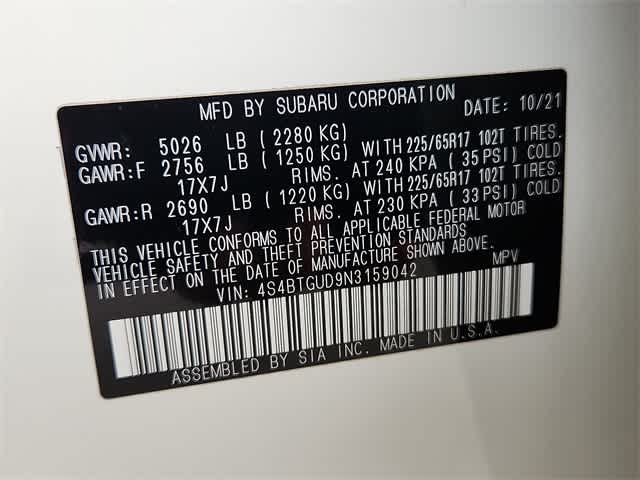 MFD BY SUBARU CORPORATION DATE: 10/21
GVWR: 5026 LB (2280 KG)
GAWR:F 2756 LB (1250 KG) WITH 225/65R17 102T TIRES.
17X7J RIMS. AT 240 KPA (35 PSI) COLD
GAWR:R 2690 LB (1220 KG) WITH 225/65R17 102T TIRES.
17X7J RIMS. AT 230 KPA (33 PSI) COLD
THIS VEHICLE CONFORMS TO ALL APPLICABLE FEDERAL MOTOR
VEHICLE SAFETY AND THEFT PREVENTION STANDARDS
IN EFFECT ON THE DATE OF MANUFACTURE SHOWN ABOVE.
VIN: 4S4BTGUD9N3159042 MPV
ASSEMBLED BY SIA INC. MADE IN U.S.A.